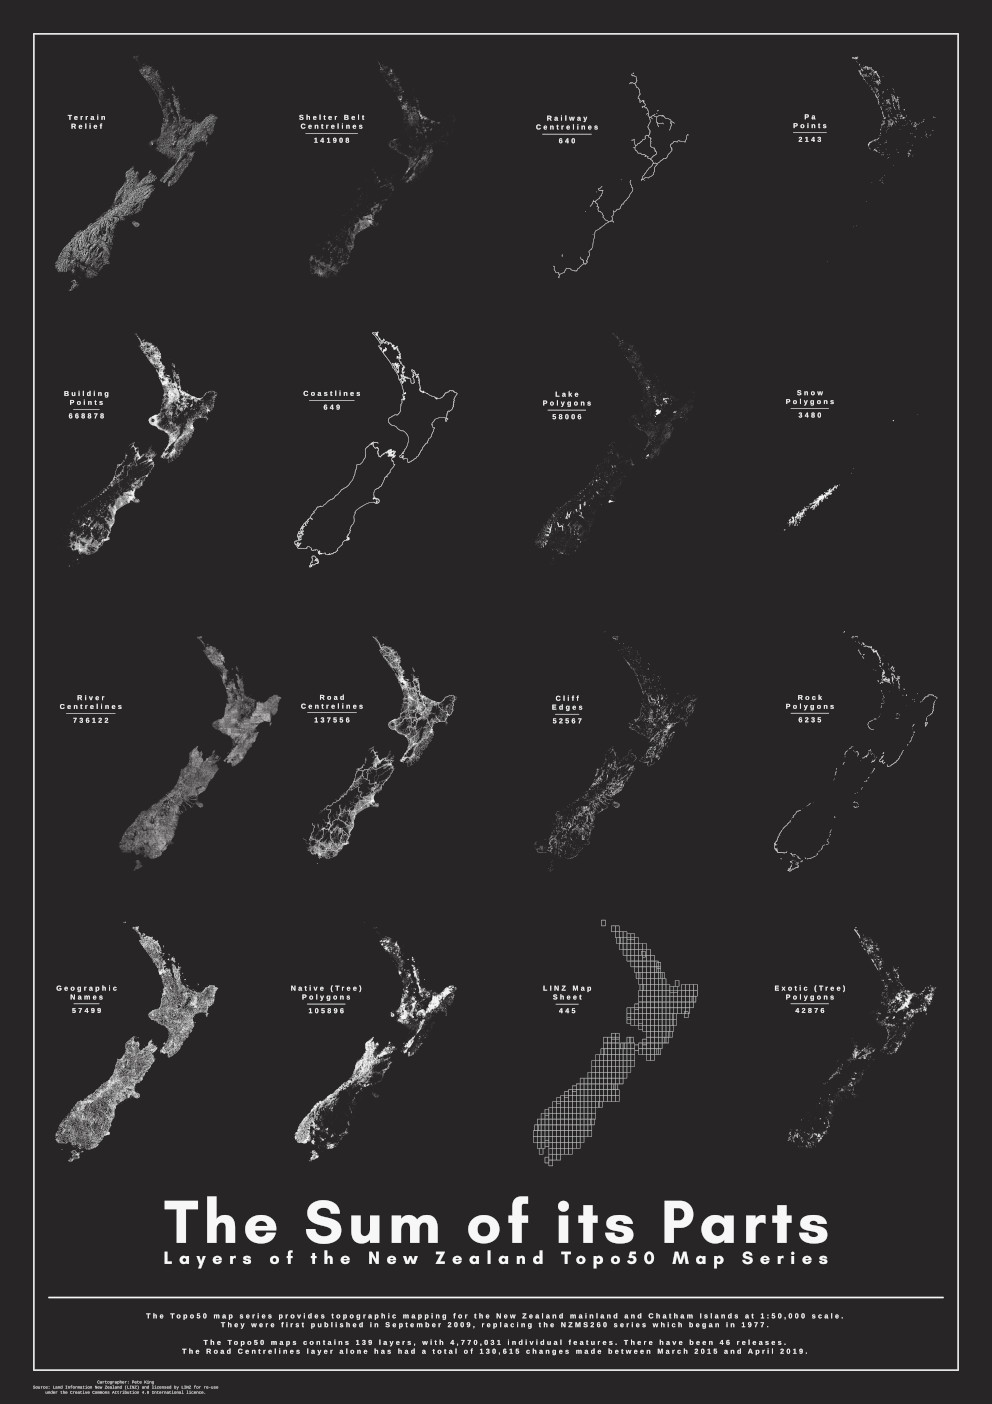 Terrain
Relief
Shelter Belt
Centrelines
141908
Railway
Centrelines
640
Pa
Points
2143
Building
Points
668878
Coastlines
649
Lake
Polygons
58006
Snow
Polygons
3480
River
Centrelines
736122
Road
Centrelines
137556
Cliff
Edges
52567
Rock
Polygons
6235
Geographic
Names
57499
Native (Tree)
Polygons
105896
LINZ Map
Sheet
445
Exotic (Tree)
Polygons
42876
The Sum of its Parts
Layers of the New Zealand Topo50 Map Series
The Topo50 map series provides topographic mapping for the New Zealand mainland and Chatham Islands at 1:50,000 scale.
They were first published in September 2009, replacing the NZMS260 series which began in 1977.
The Topo50 maps contains 139 layers, with 4,770,031 individual features. There have been 46 releases.
The Road Centrelines layer alone has had a total of 130,615 changes made between March 2015 and April 2019.
Cartographer: Pete King
Source: Land Information New Zealand (LINZ) and licensed by LINZ for re-use
under the Creative Commons Attribution 4.0 International licence.